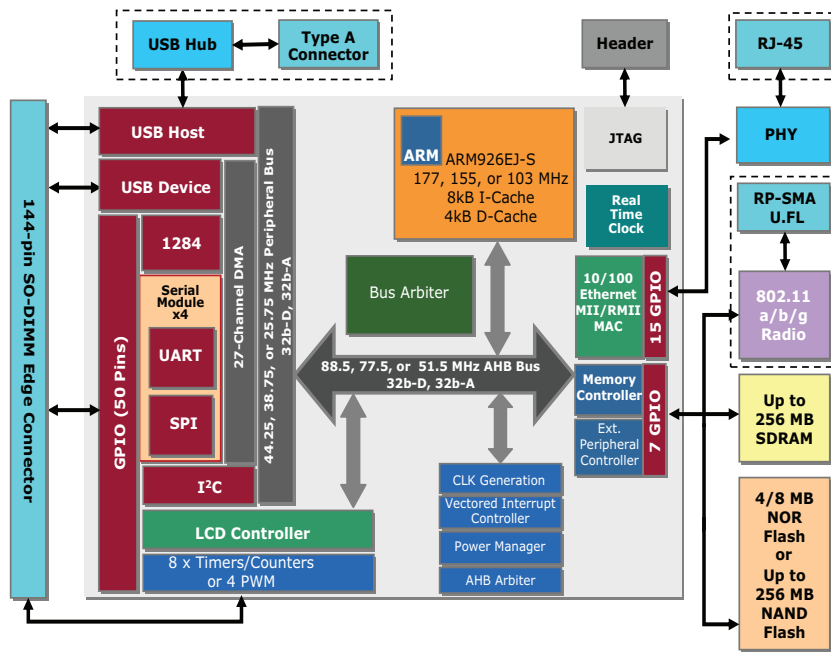 USB Hub
Type A
Connector
Header
RJ-45
144-pin SO-DIMM Edge Connector
USB Host
USB Device
GPIO (50 Pins)
1284
Serial
Module
x4
UART
SPI
I²C
27-Channel DMA
44.25, 38.75, or 25.75 MHz Peripheral Bus
32b-D, 32b-A
LCD Controller
8 x Timers/Counters
or 4 PWM
ARM
ARM926EJ-S
177, 155, or 103 MHz
8kB I-Cache
4kB D-Cache
Bus Arbiter
88.5, 77.5, or 51.5 MHz AHB Bus
32b-D, 32b-A
CLK Generation
Vectored Interrupt
Controller
Power Manager
AHB Arbiter
JTAG
Real
Time
Clock
10/100
Ethernet
MII/RMII
MAC
15 GPIO
Memory
Controller
Ext.
Peripheral
Controller
7 GPIO
PHY
RP-SMA
U.FL
802.11
a/b/g
Radio
Up to
256 MB
SDRAM
4/8 MB
NOR
Flash
or
Up to
256 MB
NAND
Flash